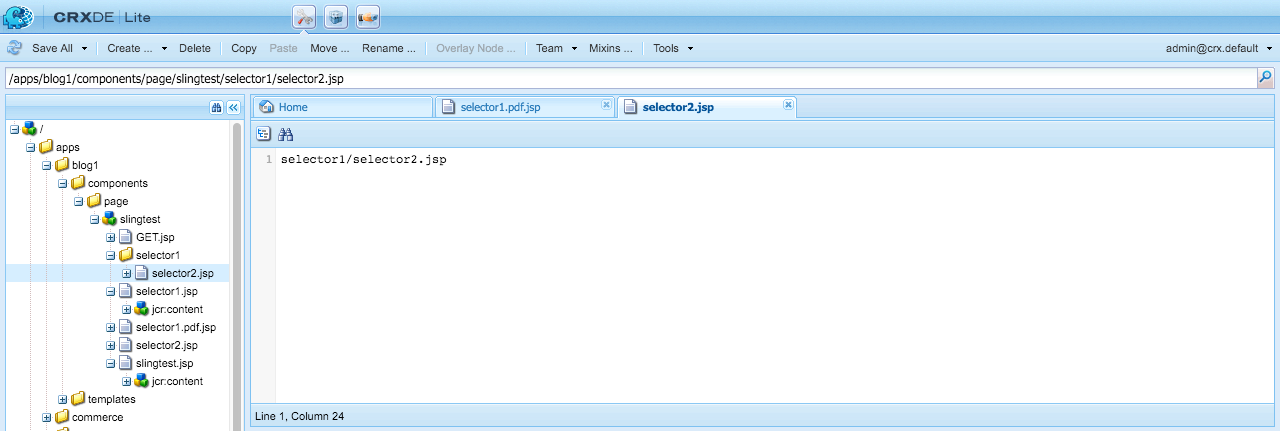 CRXDE | Lite
Save All Create ... Delete Copy Paste Move ... Rename ... Overlay Node ... Team Mixins ... Tools admin@crx.default
/apps/blog1/components/page/slingtest/selector1/selector2.jsp
Home selector1.pdf.jsp selector2.jsp
/
apps
blog1
components
page
slingtest
GET.jsp
selector1
selector2.jsp
selector1.jsp
jcr:content
selector1.pdf.jsp
selector2.jsp
slingtest.jsp
jcr:content
templates
commerce
1 selector1/selector2.jsp
Line 1, Column 24